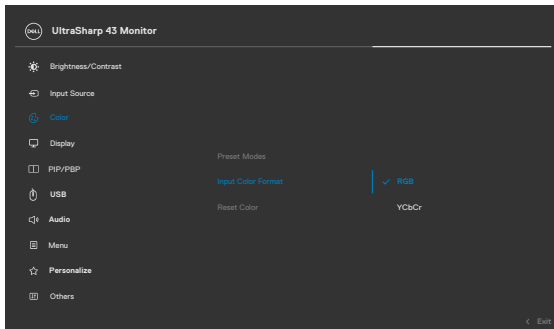 DELL UltraSharp 43 Monitor
Brightness/Contrast
Input Source
Color
Display
Preset Modes
PIP/PBP
Input Color Format ✓ RGB
USB
Reset Color YCbCr
Audio
Menu
Personalize
Others
< Exit